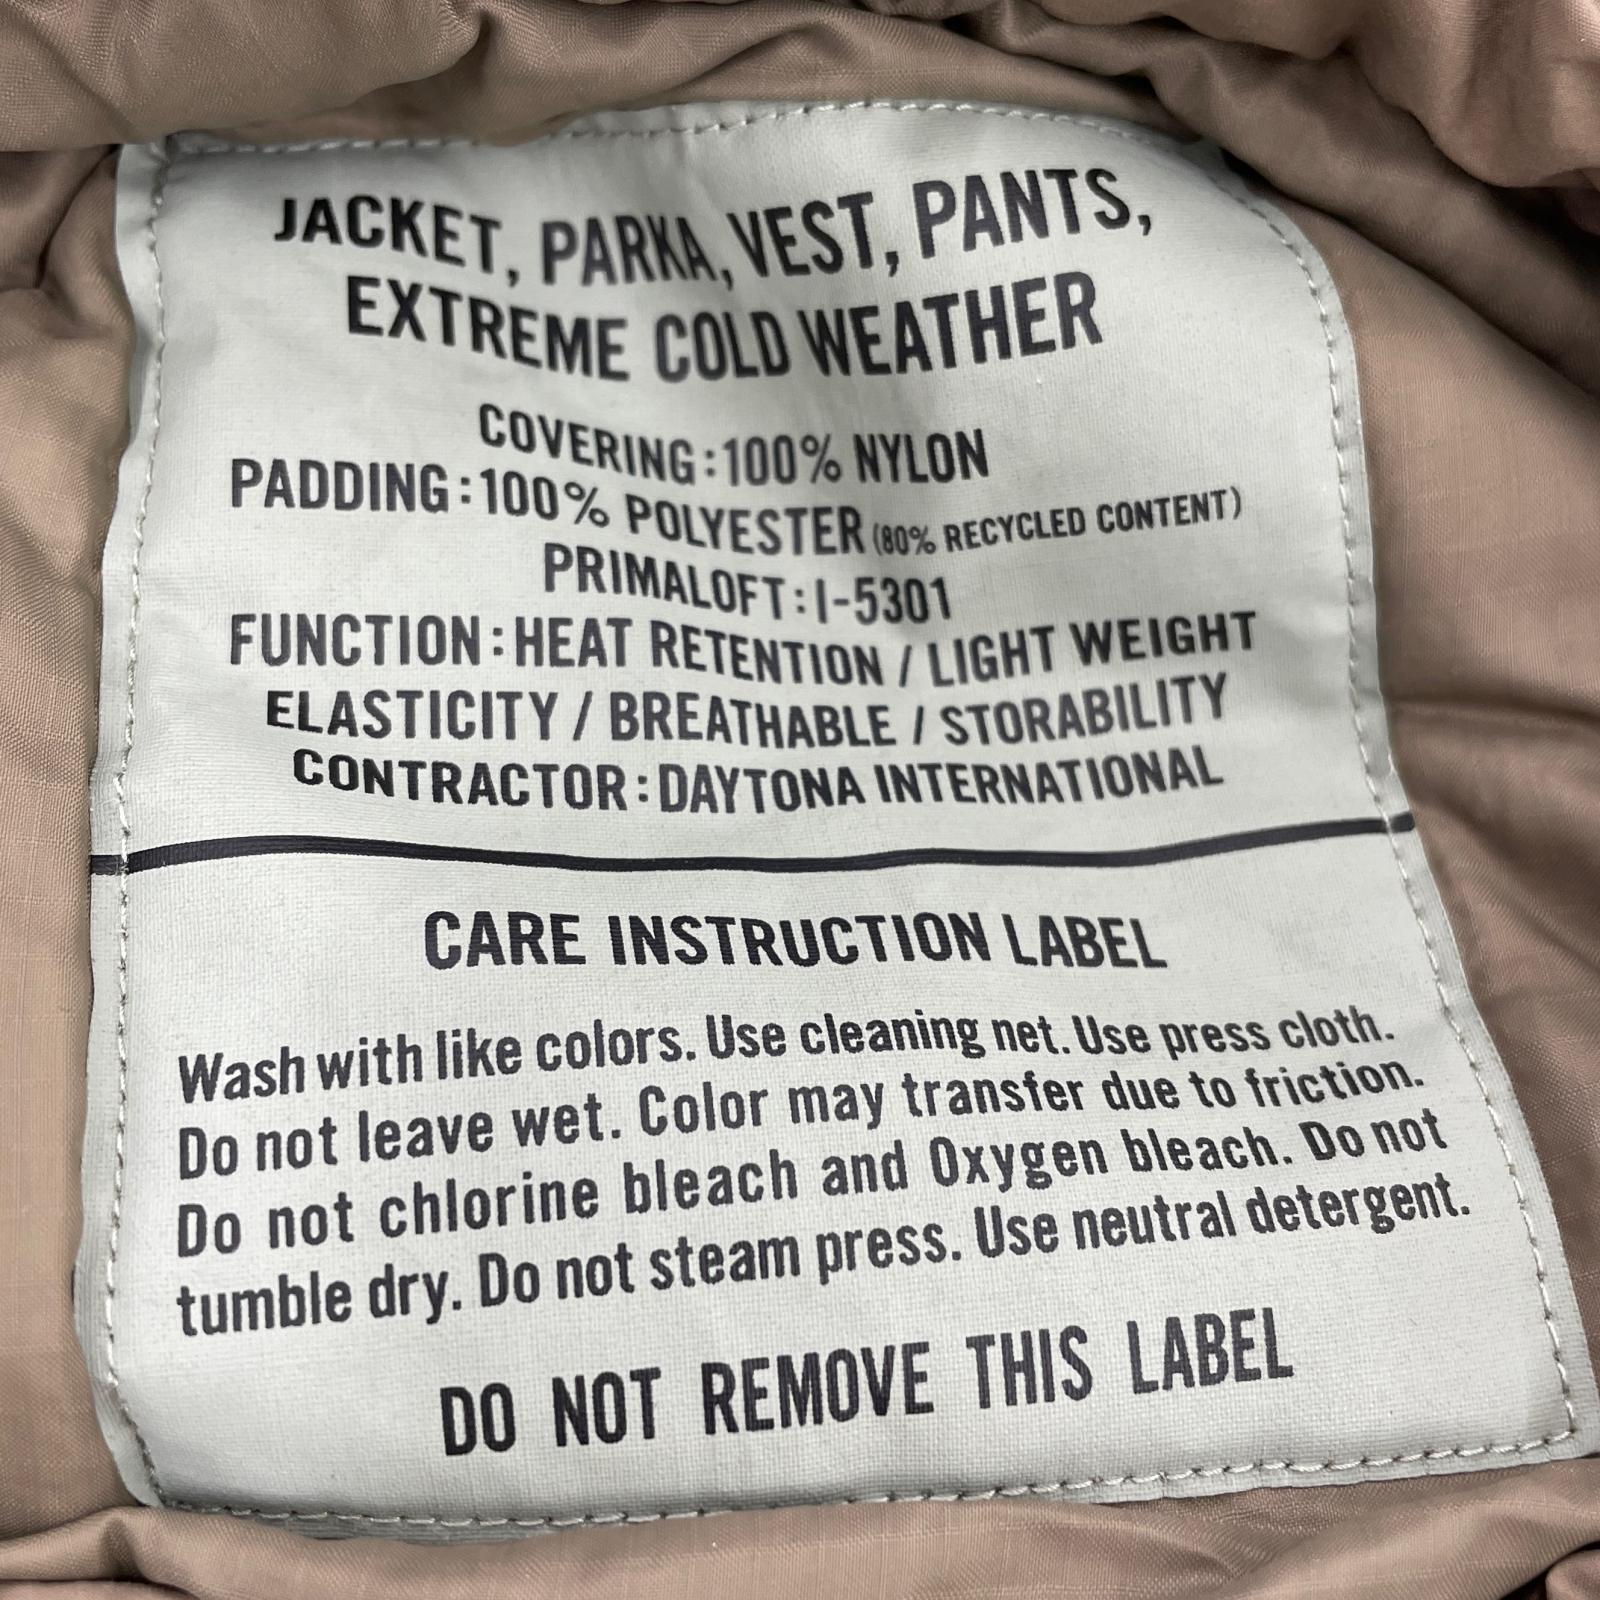 JACKET, PARKA, VEST, PANTS,
EXTREME COLD WEATHER
COVERING:100% NYLON
PADDING:100% POLYESTER (80% RECYCLED CONTENT)
PRIMALOFT:I-5301
FUNCTION:HEAT RETENTION / LIGHT WEIGHT
ELASTICITY / BREATHABLE / STORABILITY
CONTRACTOR:DAYTONA INTERNATIONAL
CARE INSTRUCTION LABEL
Wash with like colors. Use cleaning net. Use press cloth.
Do not leave wet. Color may transfer due to friction.
Do not chlorine bleach and Oxygen bleach. Do not
tumble dry. Do not steam press. Use neutral detergent.
DO NOT REMOVE THIS LABEL